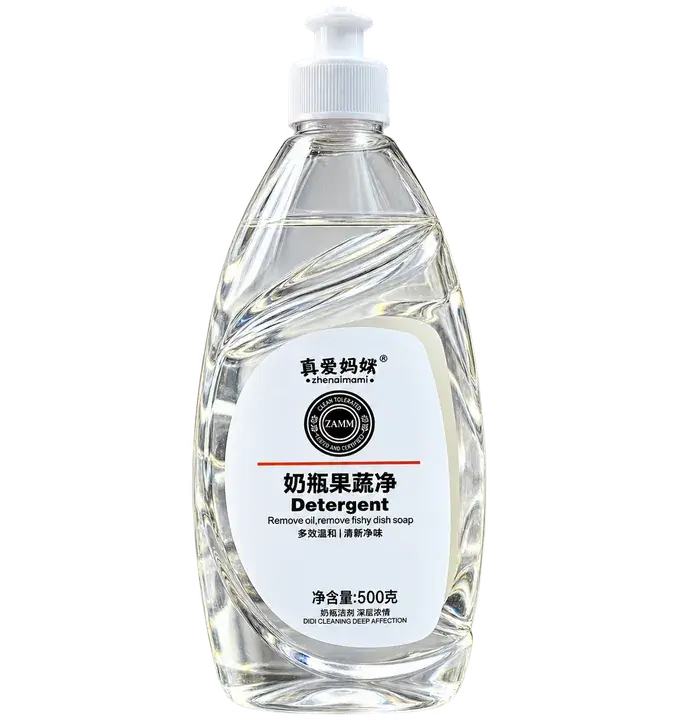 真爱妈咪®
•zhenaimami•
CLEAN TOLERATED
ZAMM
TESTED AND CERTIFIED
奶瓶果蔬净
Detergent
Remove oil,remove fishy dish soap
多效温和 | 清新净味
净含量:500克
奶瓶洁剂 深层浓情
DIDI CLEANING DEEP AFFECTION